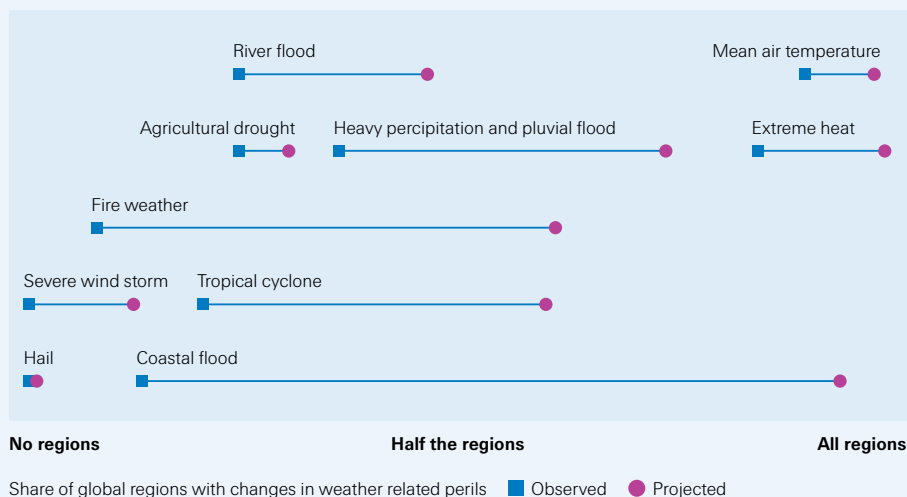 River flood
Mean air temperature
Agricultural drought
Heavy percipitation and pluvial flood
Extreme heat
Fire weather
Severe wind storm
Tropical cyclone
Hail
Coastal flood
No regions
Half the regions
All regions
Share of global regions with changes in weather related perils
Observed
Projected